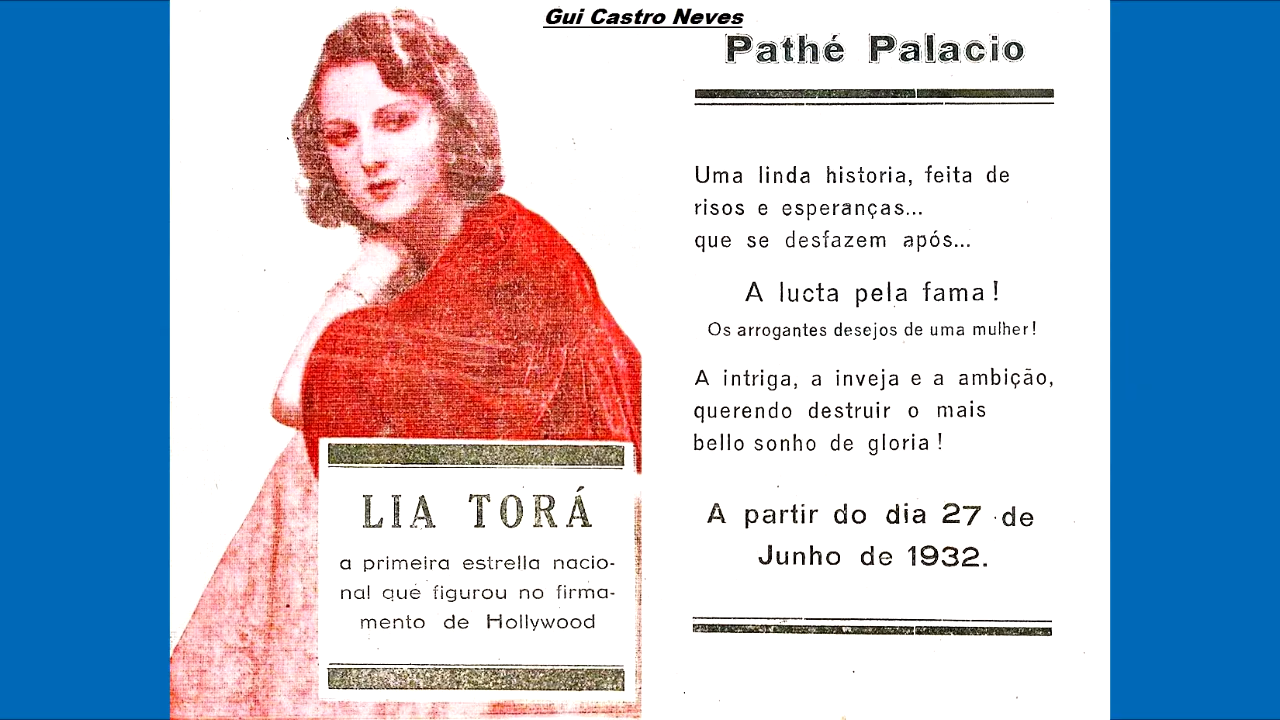 Gui Castro Neves
Pathé Palacio
Uma linda historia, feita de
risos e esperanças...
que se desfazem após...
A lucta pela fama!
Os arrogantes desejos de uma mulher!
A intriga, a inveja e a ambição,
querendo destruir o mais
bello sonho de gloria!
A partir do dia 27 de
Junho de 1932.
LIA TORÁ
a primeira estrella nacio-
nal que figurou no firma-
mento de Hollywood